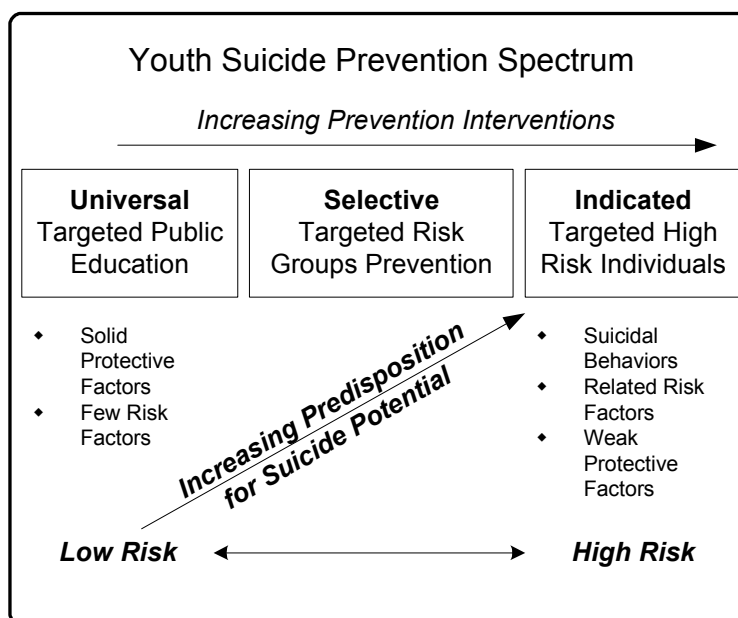 Youth Suicide Prevention Spectrum
Increasing Prevention Interventions
Universal
Targeted Public
Education
Selective
Targeted Risk
Groups Prevention
Indicated
Targeted High
Risk Individuals
◆ Solid
Protective
Factors
◆ Few Risk
Factors
Increasing Predisposition
for Suicide Potential
◆ Suicidal
Behaviors
◆ Related Risk
Factors
◆ Weak
Protective
Factors
Low Risk
High Risk